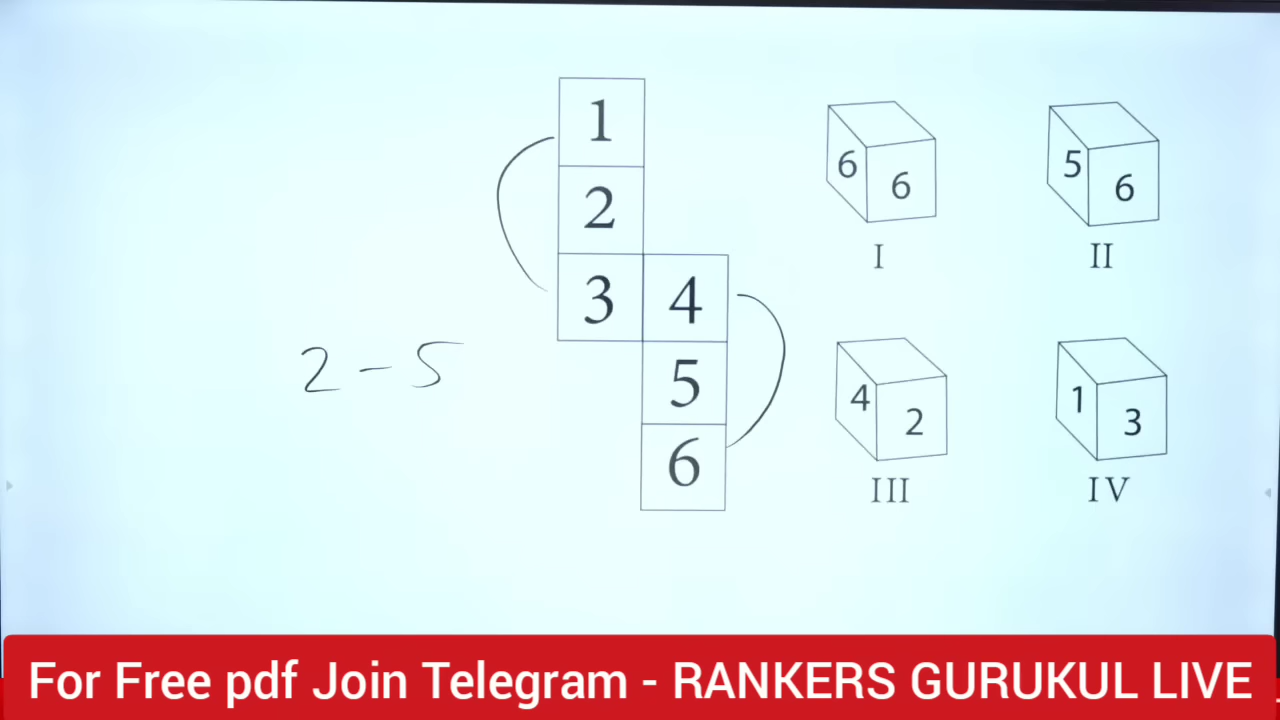 1
2
3 4
5
6
2 - 5
6 6
I
5 6
II
4 2
III
1 3
IV
For Free pdf Join Telegram - RANKERS GURUKUL LIVE